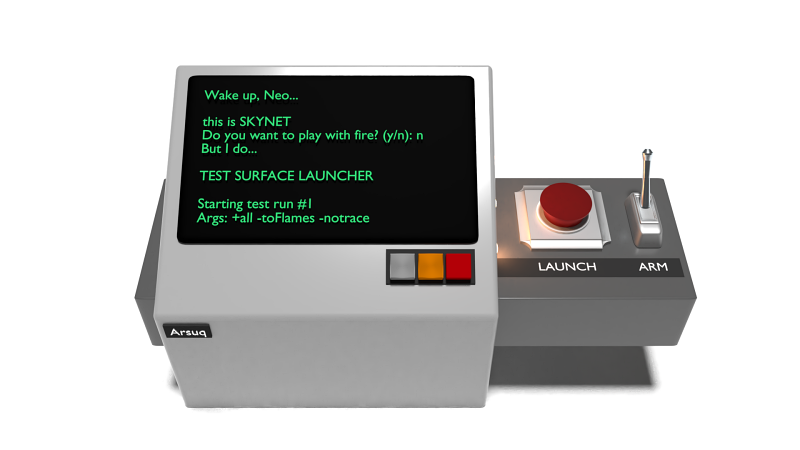 Wake up, Neo...
this is SKYNET
Do you want to play with fire? (y/n): n
But I do...
TEST SURFACE LAUNCHER
Starting test run #1
Args: +all -toFlames -notrace
LAUNCH
ARM
Arsuq